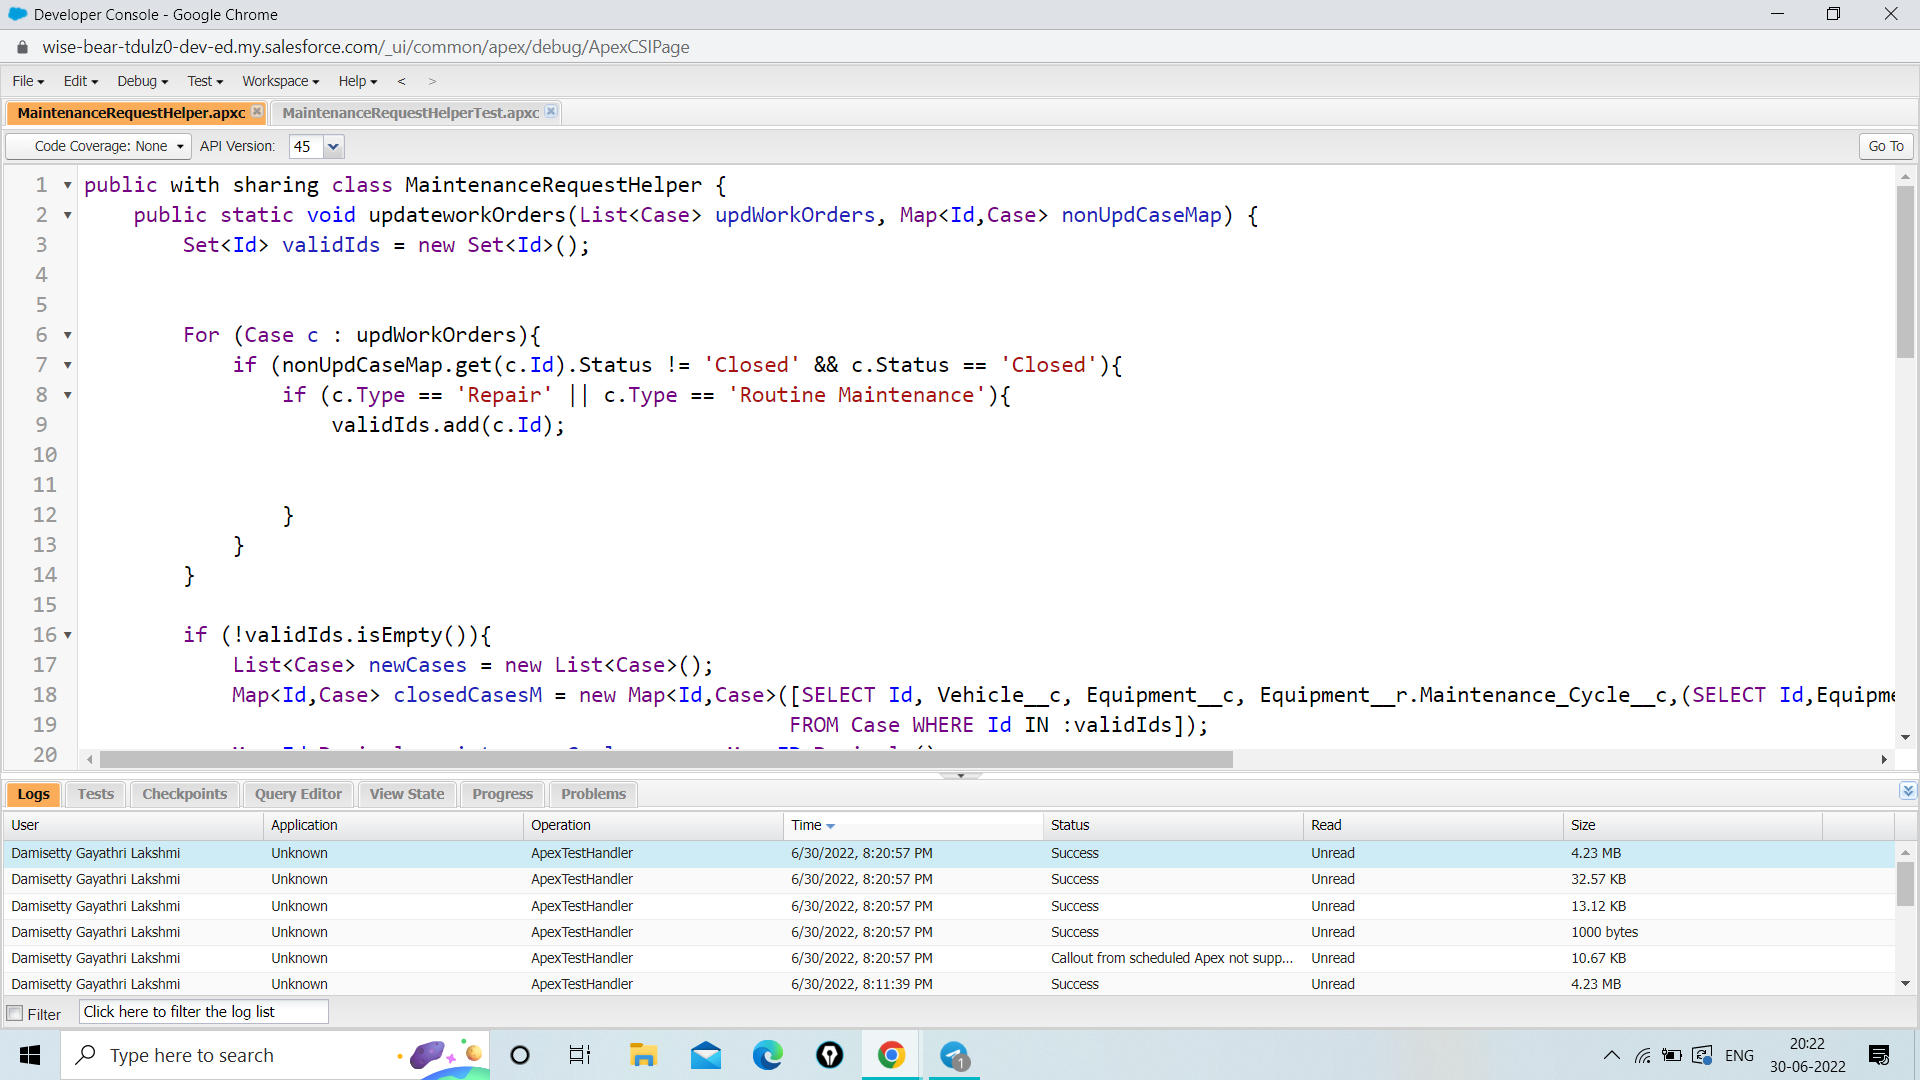 Developer Console - Google Chrome
wise-bear-tdulz0-dev-ed.my.salesforce.com/_ui/common/apex/debug/ApexCSIPage
File Edit Debug Test Workspace Help < >
MaintenanceRequestHelper.apxc MaintenanceRequestHelperTest.apxc
Code Coverage: None API Version: 45 Go To
1 public with sharing class MaintenanceRequestHelper {
2 public static void updateworkOrders(List<Case> updWorkOrders, Map<Id,Case> nonUpdCaseMap) {
3 Set<Id> validIds = new Set<Id>();
4
5
6 For (Case c : updWorkOrders){
7 if (nonUpdCaseMap.get(c.Id).Status != 'Closed' && c.Status == 'Closed'){
8 if (c.Type == 'Repair' || c.Type == 'Routine Maintenance'){
9 validIds.add(c.Id);
10
11
12 }
13 }
14 }
15
16 if (!validIds.isEmpty()){
17 List<Case> newCases = new List<Case>();
18 Map<Id,Case> closedCasesM = new Map<Id,Case>([SELECT Id, Vehicle__c, Equipment__c, Equipment__r.Maintenance_Cycle__c,(SELECT Id,Equipme
19 FROM Case WHERE Id IN :validIds]);
20
Logs Tests Checkpoints Query Editor View State Progress Problems
User Application Operation Time Status Read Size
Damisetty Gayathri Lakshmi Unknown ApexTestHandler 6/30/2022, 8:20:57 PM Success Unread 4.23 MB
Damisetty Gayathri Lakshmi Unknown ApexTestHandler 6/30/2022, 8:20:57 PM Success Unread 32.57 KB
Damisetty Gayathri Lakshmi Unknown ApexTestHandler 6/30/2022, 8:20:57 PM Success Unread 13.12 KB
Damisetty Gayathri Lakshmi Unknown ApexTestHandler 6/30/2022, 8:20:57 PM Success Unread 1000 bytes
Damisetty Gayathri Lakshmi Unknown ApexTestHandler 6/30/2022, 8:20:57 PM Callout from scheduled Apex not supp... Unread 10.67 KB
Damisetty Gayathri Lakshmi Unknown ApexTestHandler 6/30/2022, 8:11:39 PM Success Unread 4.23 MB
Filter Click here to filter the log list
Type here to search 1 ENG 20:22
30-06-2022